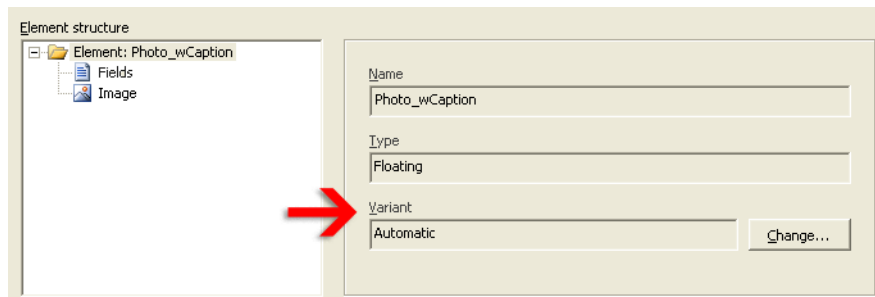 Element structure
Element: Photo_wCaption
Fields
Image
Name
Photo_wCaption
Type
Floating
Variant
Automatic
Change...